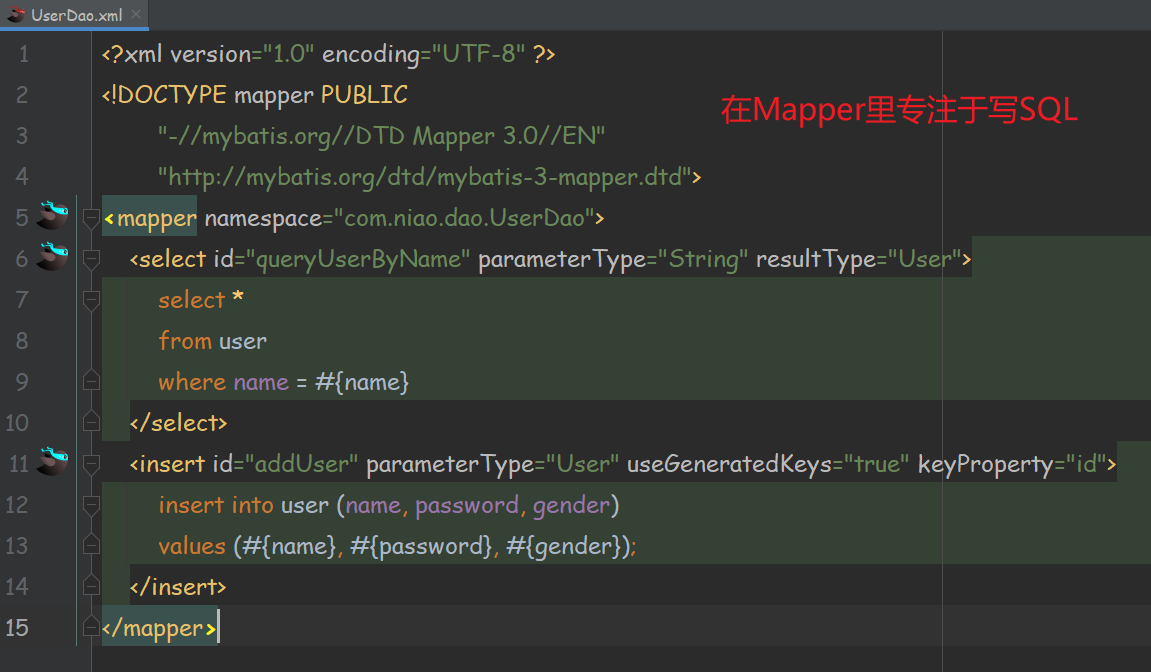 UserDao.xml
1 <?xml version="1.0" encoding="UTF-8" ?>
2 <!DOCTYPE mapper PUBLIC
在Mapper里专注于写SQL
3 "-//mybatis.org//DTD Mapper 3.0//EN"
4 "http://mybatis.org/dtd/mybatis-3-mapper.dtd">
5 <mapper namespace="com.niao.dao.UserDao">
6 <select id="queryUserByName" parameterType="String" resultType="User">
7 select *
8 from user
9 where name = #{name}
10 </select>
11 <insert id="addUser" parameterType="User" useGeneratedKeys="true" keyProperty="id">
12 insert into user (name, password, gender)
13 values (#{name}, #{password}, #{gender});
14 </insert>
15 </mapper>